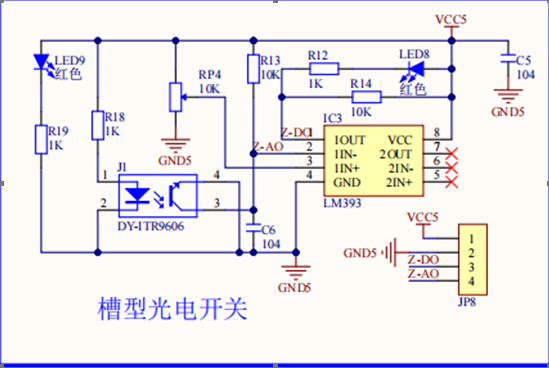 VCC5
LED9
红色
R19
1K
R18
1K
RP4
10K
GND5
R13
10K
R12
1K
LED8
红色
R14
10K
C5
104
GND5
IC3
Z-DO
Z-AO
1
2
3
4
1OUT
1IN-
1IN+
GND
VCC
2OUT
2IN-
2IN+
8
7
6
5
LM393
J1
1
2
4
3
DY-ITR9606
C6
104
GND5
VCC5
GND5
Z-DO
Z-AO
1
2
3
4
JP8
槽型光电开关